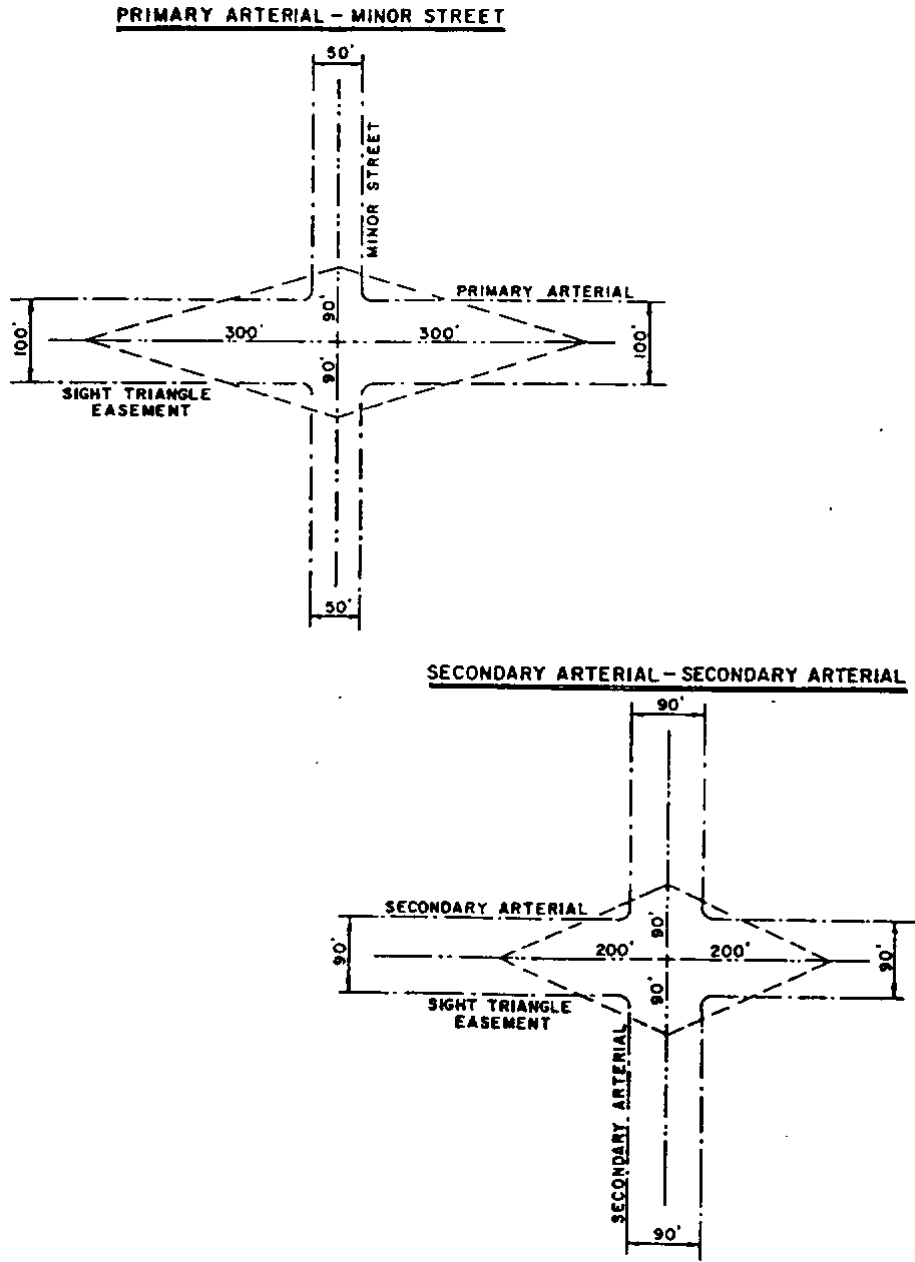 PRIMARY ARTERIAL – MINOR STREET
50'
MINOR STREET
PRIMARY ARTERIAL
90'
300'
300'
100'
100'
90'
SIGHT TRIANGLE
EASEMENT
50'
SECONDARY ARTERIAL – SECONDARY ARTERIAL
90'
SECONDARY ARTERIAL
90'
200'
200'
90'
90'
90'
SIGHT TRIANGLE
EASEMENT
SECONDARY ARTERIAL
90'